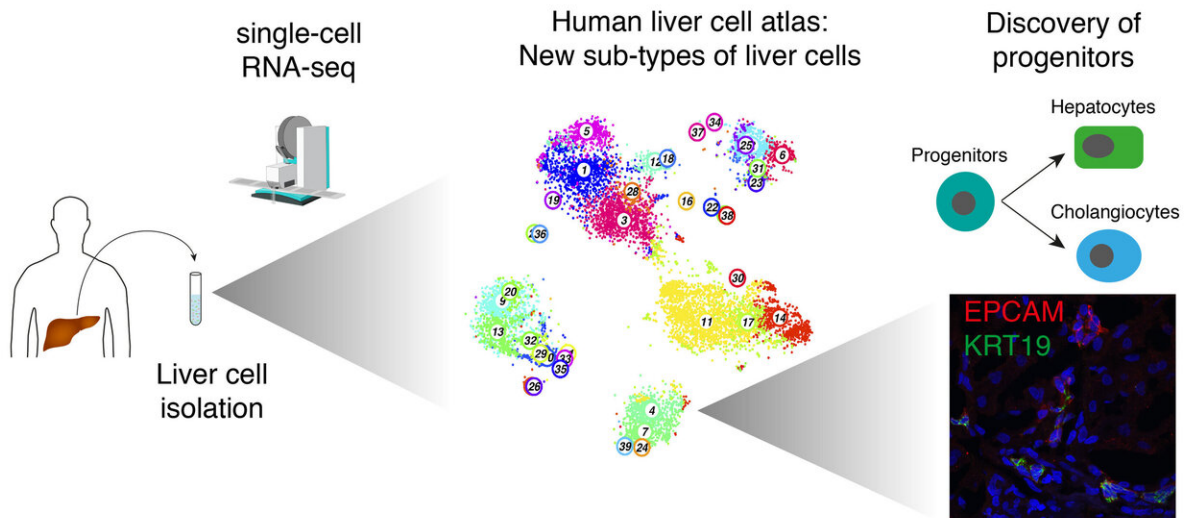 single-cell
RNA-seq
Human liver cell atlas:
New sub-types of liver cells
Discovery of
progenitors
Liver cell
isolation
5
1
19
28
3
12
18
37
34
25
6
31
23
16
22
38
36
30
11
17
14
20
9
13
32
29
0
33
35
26
4
7
39
24
Hepatocytes
Progenitors
Cholangiocytes
EPCAM
KRT19